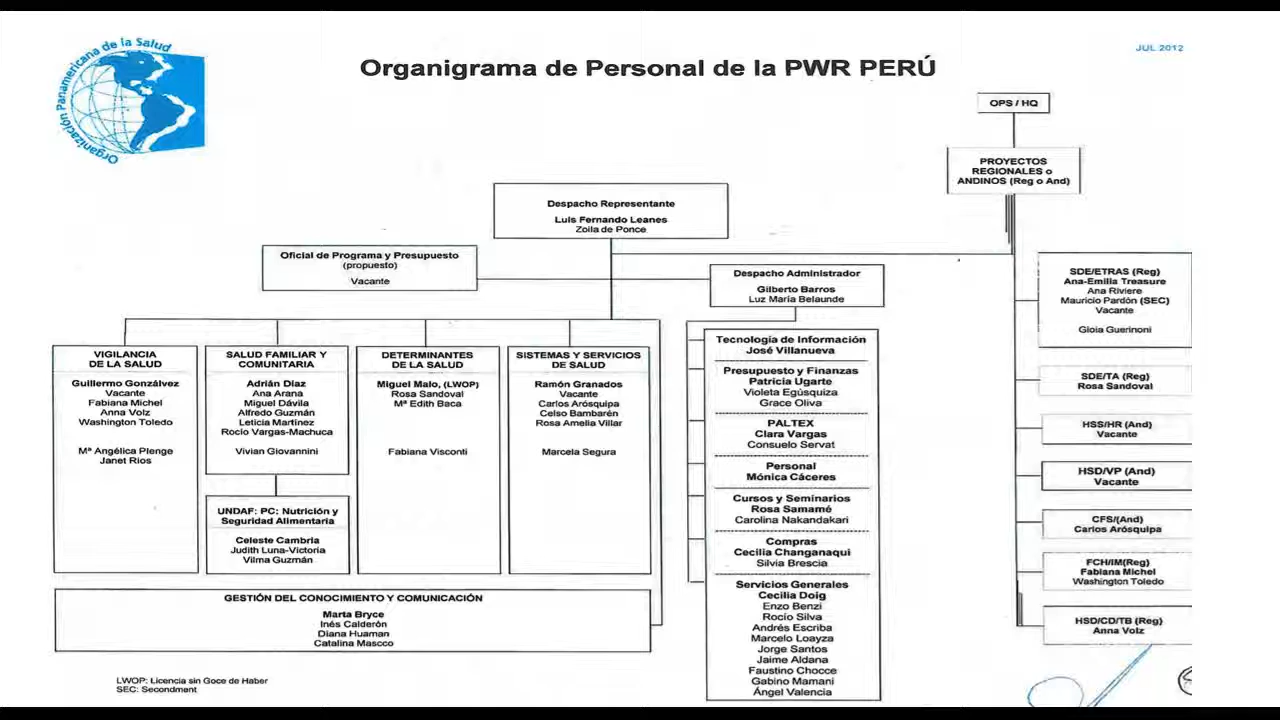 Organización Panamericana de la Salud
JUL 2012
Organigrama de Personal de la PWR PERÚ
OPS / HQ
PROYECTOS
REGIONALES o
ANDINOS (Reg o And)
Despacho Representante
Luis Fernando Leanes
Zoila de Ponce
Oficial de Programa y Presupuesto
(propuesto)
Vacante
Despacho Administrador
Gilberto Barros
Luz María Belaunde
VIGILANCIA
DE LA SALUD
Guillermo Gonzálvez
Vacante
Fabiana Michel
Anna Volz
Washington Toledo
Mª Angélica Plenge
Janet Rios
SALUD FAMILIAR Y
COMUNITARIA
Adrián Diaz
Ana Arana
Miguel Dávila
Alfredo Guzmán
Leticia Martínez
Rocío Vargas-Machuca
Vivian Giovannini
UNDAF: PC: Nutrición y
Seguridad Alimentaria
Celeste Cambria
Judith Luna-Victoria
Vilma Guzmán
DETERMINANTES
DE LA SALUD
Miguel Malo, (LWOP)
Rosa Sandoval
Mª Edith Baca
Fabiana Visconti
SISTEMAS Y SERVICIOS
DE SALUD
Ramón Granados
Vacante
Carlos Arósquipa
Celso Bambarén
Rosa Amelia Villar
Marcela Segura
GESTIÓN DEL CONOCIMIENTO Y COMUNICACIÓN
Marta Bryce
Inés Calderón
Diana Huaman
Catalina Mascco
Tecnología de Información
José Villanueva
Presupuesto y Finanzas
Patricia Ugarte
Violeta Egúsquiza
Grace Oliva
PALTEX
Clara Vargas
Consuelo Servat
Personal
Mónica Cáceres
Cursos y Seminarios
Rosa Samamé
Carolina Nakandakari
Compras
Cecilia Changanaqui
Silvia Brescia
Servicios Generales
Cecilia Doig
Enzo Benzi
Rocío Silva
Andrés Escriba
Marcelo Loayza
Jorge Santos
Jaime Aldana
Faustino Chocce
Gabino Mamani
Ángel Valencia
SDE/ETRAS (Reg)
Ana-Emilia Treasure
Ana Riviere
Mauricio Pardón (SEC)
Vacante
Gloia Guerinoni
SDE/TA (Reg)
Rosa Sandoval
HSS/HR (And)
Vacante
HSD/VP (And)
Vacante
CFS/(And)
Carlos Arósquipa
FCH/IM(Reg)
Fabiana Michel
Washington Toledo
HSD/CD/TB (Reg)
Anna Volz
LWOP: Licencia sin Goce de Haber
SEC: Secondment